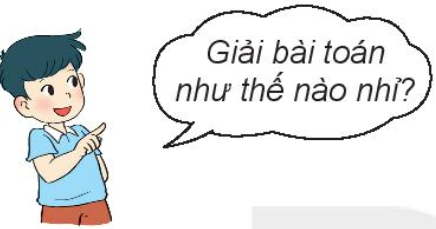 Giải bài toán
như thế nào nhỉ?